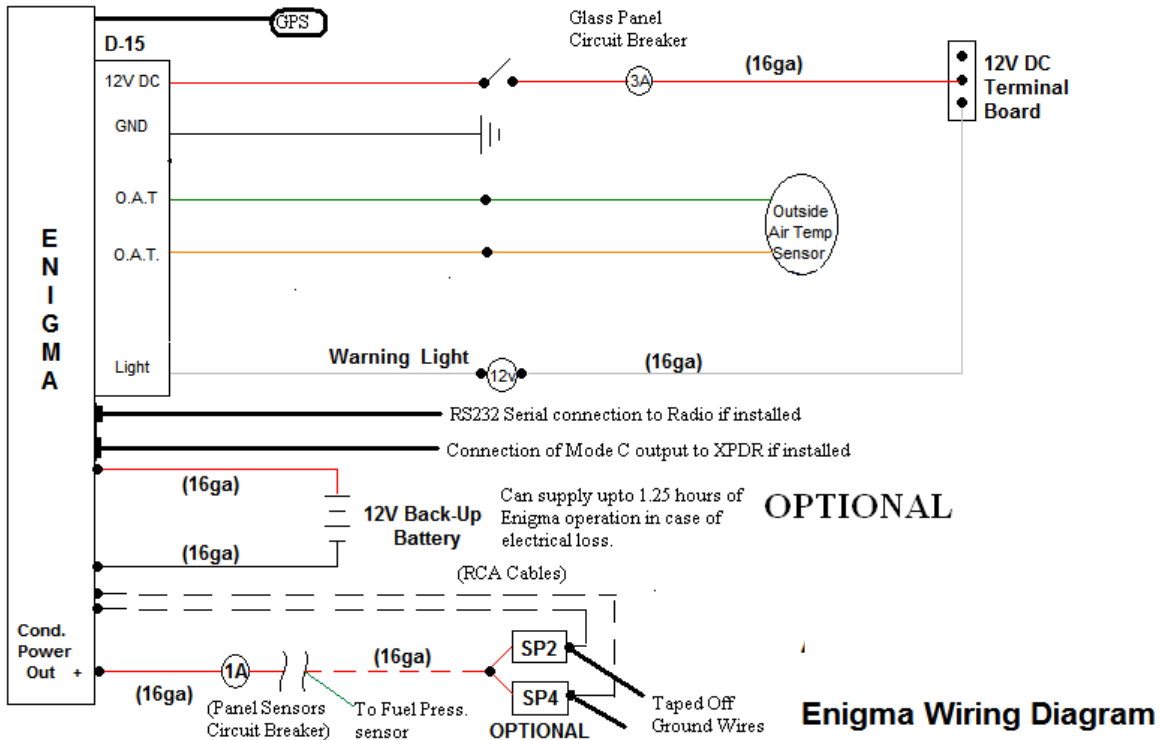 GPS
D-15
Glass Panel
Circuit Breaker
12V DC
3A
(16ga)
12V DC
Terminal
Board
GND
O.A.T
O.A.T.
Outside
Air Temp
Sensor
ENIGMA
Light
Warning Light
12v
(16ga)
RS232 Serial connection to Radio if installed
Connection of Mode C output to XPDR if installed
(16ga)
12V Back-Up
Battery
(16ga)
Can supply upto 1.25 hours of
Enigma operation in case of
electrical loss.
OPTIONAL
(RCA Cables)
Cond.
Power
Out +
(16ga)
1A
(Panel Sensors
Circuit Breaker)
(16ga)
To Fuel Press.
sensor
SP2
SP4
OPTIONAL
Taped Off
Ground Wires
Enigma Wiring Diagram